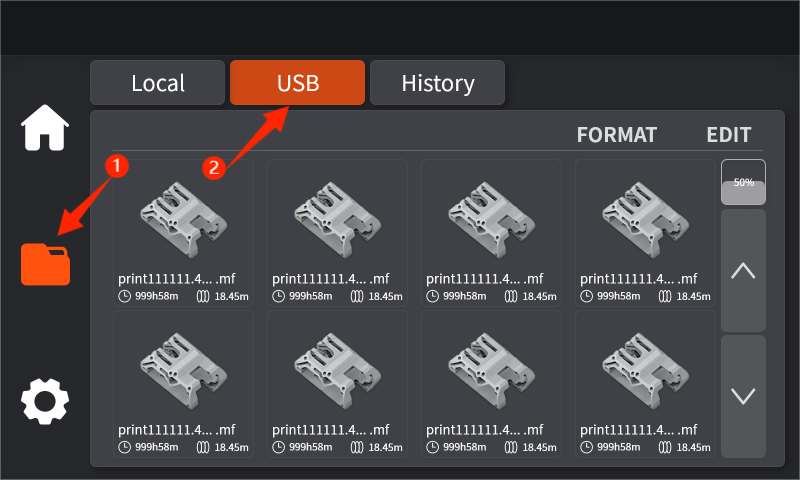 Local USB History
FORMAT EDIT
1
2
50%
print111111.4... .mf print111111.4... .mf print111111.4... .mf print111111.4... .mf
999h58m 18.45m 999h58m 18.45m 999h58m 18.45m 999h58m 18.45m
print111111.4... .mf print111111.4... .mf print111111.4... .mf print111111.4... .mf
999h58m 18.45m 999h58m 18.45m 999h58m 18.45m 999h58m 18.45m